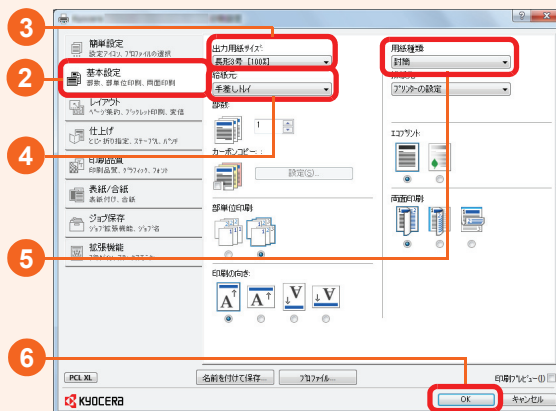 Kyocera
3
簡単設定
設定アイコン、プロファイルの選択
2
基本設定
部数、部単位印刷、両面印刷
レイアウト
ページ集約、ブックレット印刷、変倍
仕上げ
とじ・折り指定、ステープル、パンチ
印刷品質
印刷品質、グラフィック、フォント
表紙/合紙
表紙付け、合紙
ジョブ保存
ジョブ拡張機能、ジョブ名
拡張機能
出力用紙サイズ:
長形3号 [100%]
給紙元:
手差しトレイ
4
部数:
1
カーボンコピー:
設定(S)...
部単位印刷:
印刷の向き:
用紙種類
封筒
プリンターの設定
エコプリント:
両面印刷:
5
6
PCL XL
名前を付けて保存...
プロファイル...
印刷プレビュー(I)
KYOCERA
OK
キャンセル